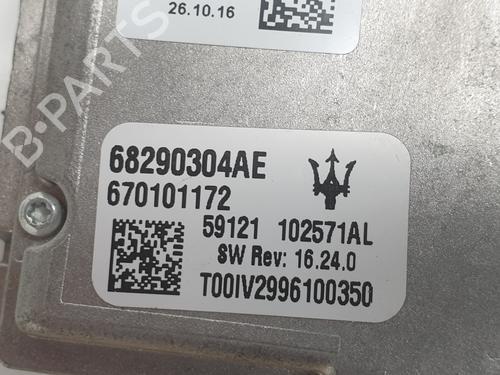 26.10.16
B-PARTS
68290304AE
670101172
59121 102571AL
SW Rev: 16.24.0
T00IV2996100350